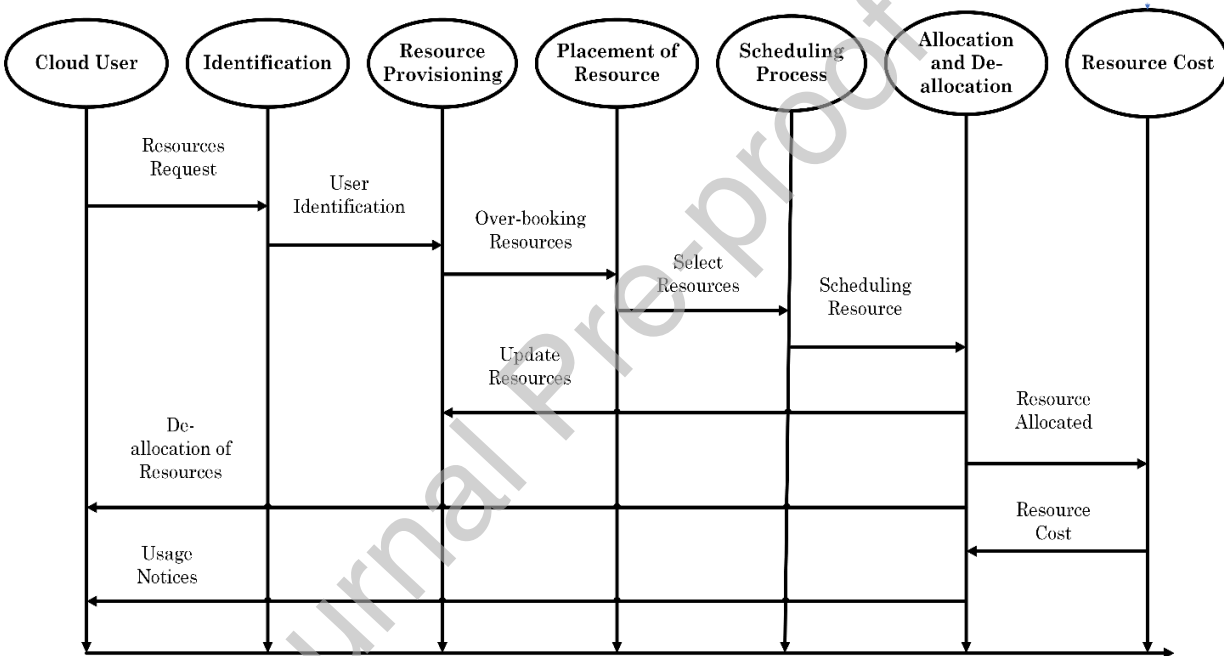 Cloud User
Identification
Resource
Provisioning
Placement of
Resource
Scheduling
Process
Allocation
and De-
allocation
Resource Cost
Resources
Request
User
Identification
Over-booking
Resources
Select
Resources
Scheduling
Resource
Update
Resources
Resource
Allocated
De-
allocation of
Resources
Resource
Cost
Usage
Notices
urnal Pre-proof